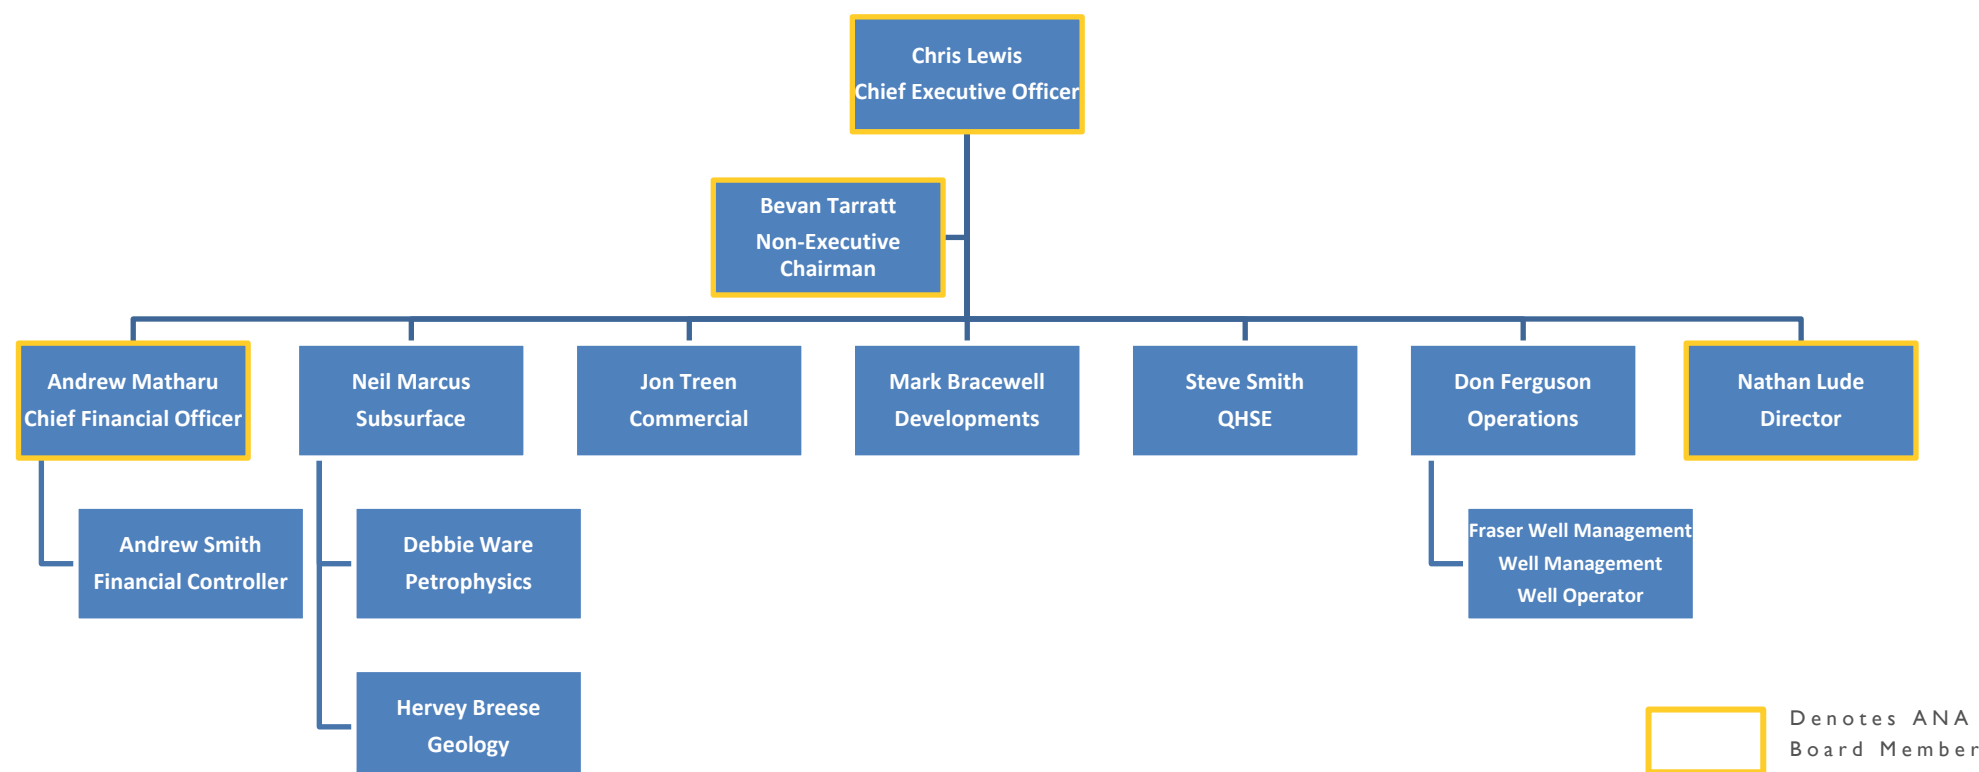 Chris Lewis
Chief Executive Officer
Bevan Tarratt
Non-Executive
Chairman
Andrew Matharu
Chief Financial Officer
Neil Marcus
Subsurface
Jon Treen
Commercial
Mark Bracewell
Developments
Steve Smith
QHSE
Don Ferguson
Operations
Nathan Lude
Director
Andrew Smith
Financial Controller
Debbie Ware
Petrophysics
Fraser Well Management
Well Management
Well Operator
Hervey Breese
Geology
Denotes ANA
Board Member